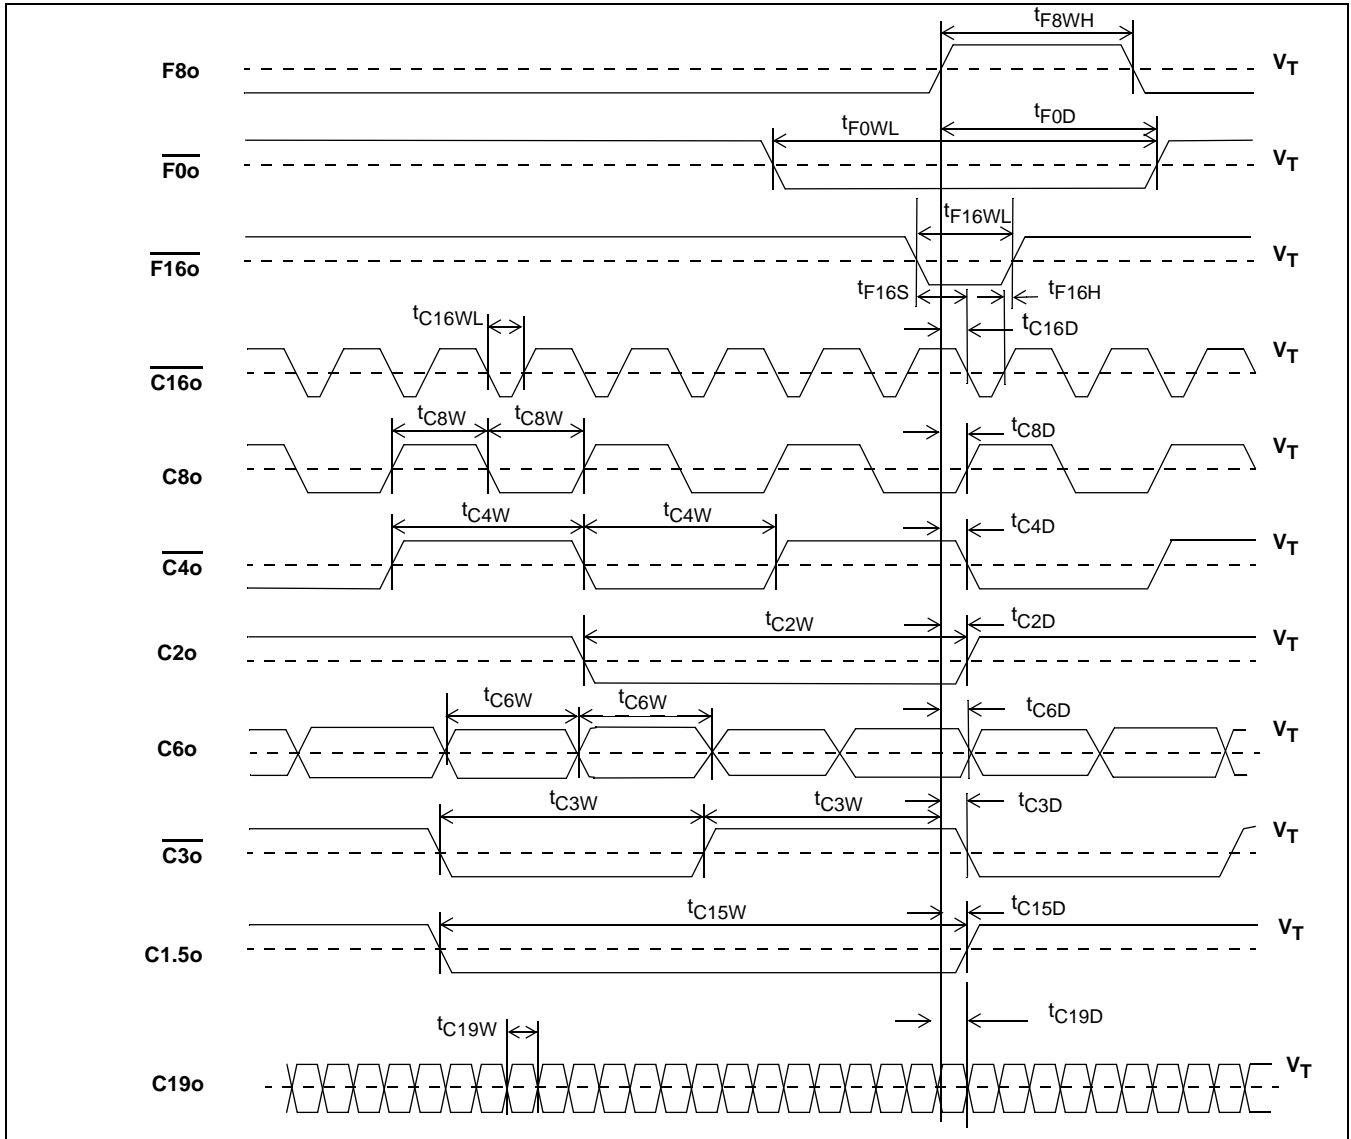 tF8WH
F8o VT
tF0WL tF0D
F0o VT
tF16WL
F16o VT
tF16S tF16H
tC16WL tC16D
C16o VT
tC8W tC8W tC8D
C8o VT
tC4W tC4W tC4D
C4o VT
tC2W tC2D
C2o VT
tC6W tC6W tC6D
C6o VT
tC3W tC3W tC3D
C3o VT
tC15W tC15D
C1.5o VT
tC19W tC19D
C19o VT